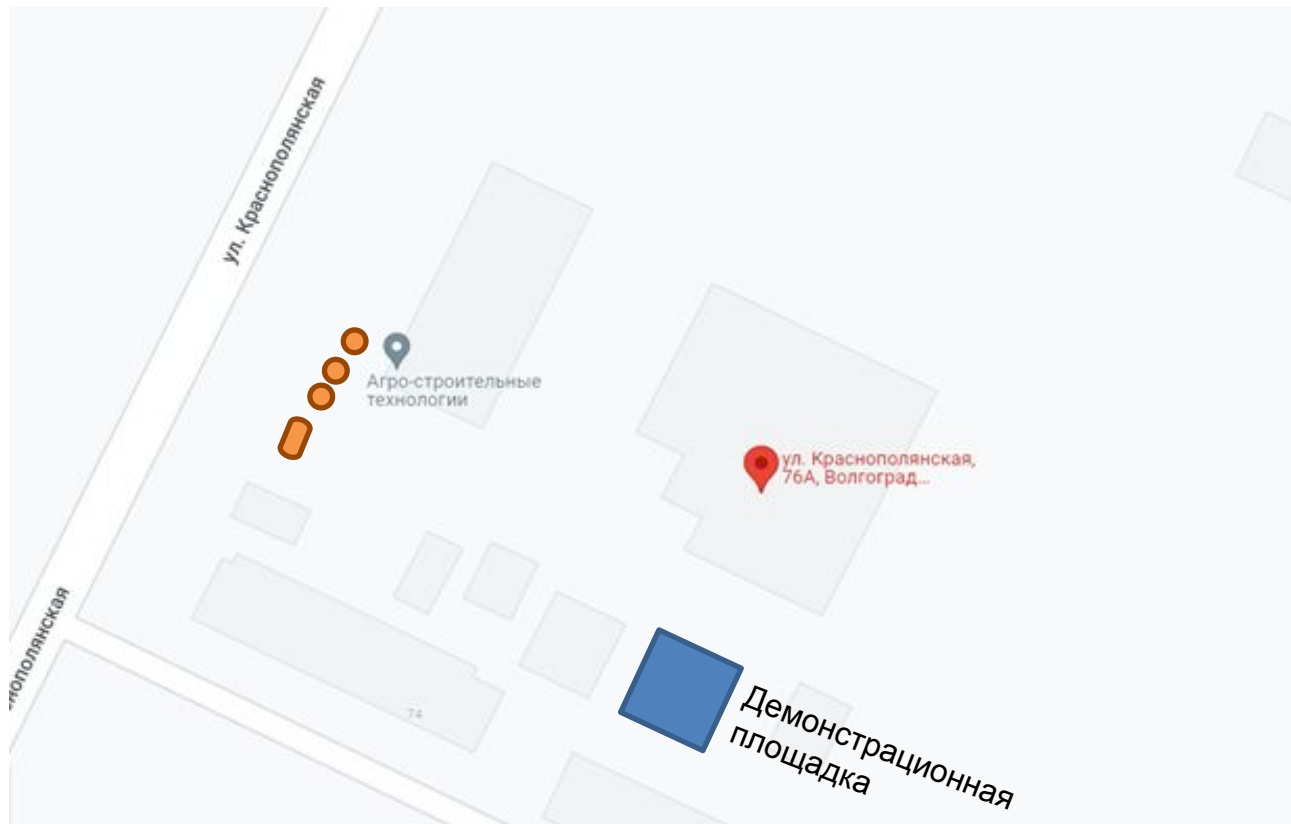 ул. Краснополянская
Агро-строительные
технологии
ул. Краснополянская,
76А, Волгоград...
нополянская
74
Демонстрационная
площадка